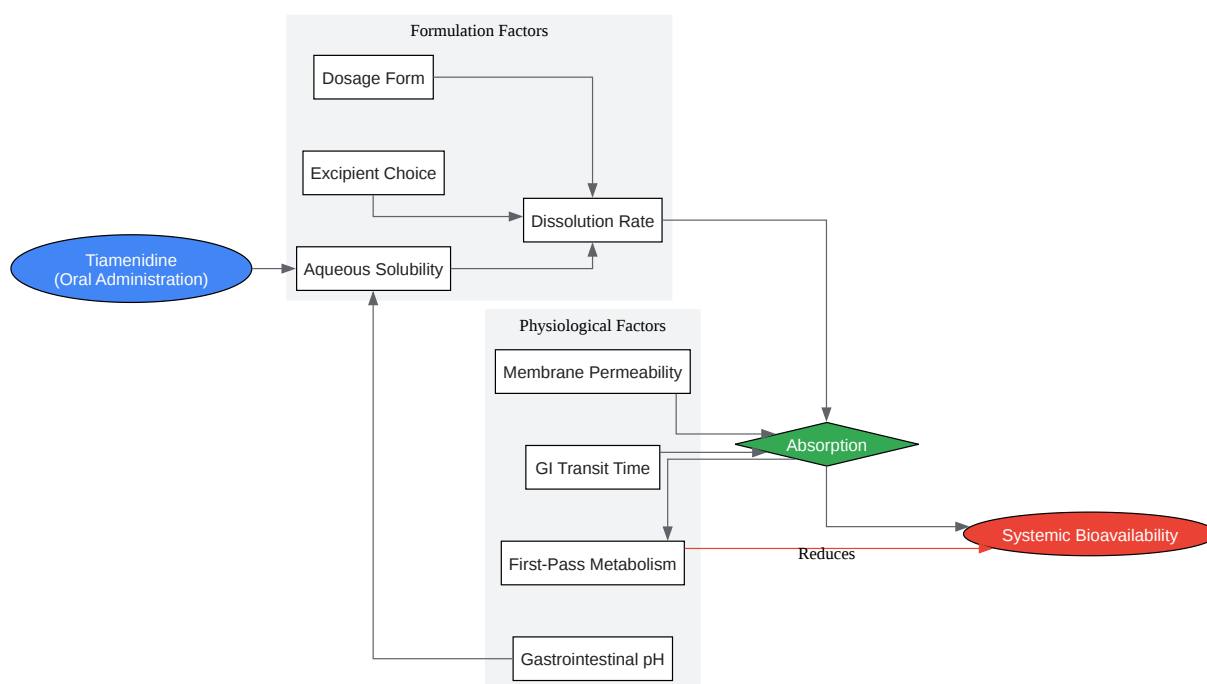 Formulation Factors
Dosage Form
Excipient Choice
Dissolution Rate
Tiamenidine
(Oral Administration)
Aqueous Solubility
Physiological Factors
Membrane Permeability
Absorption
GI Transit Time
Systemic Bioavailability
Reduces
First-Pass Metabolism
Gastrointestinal pH